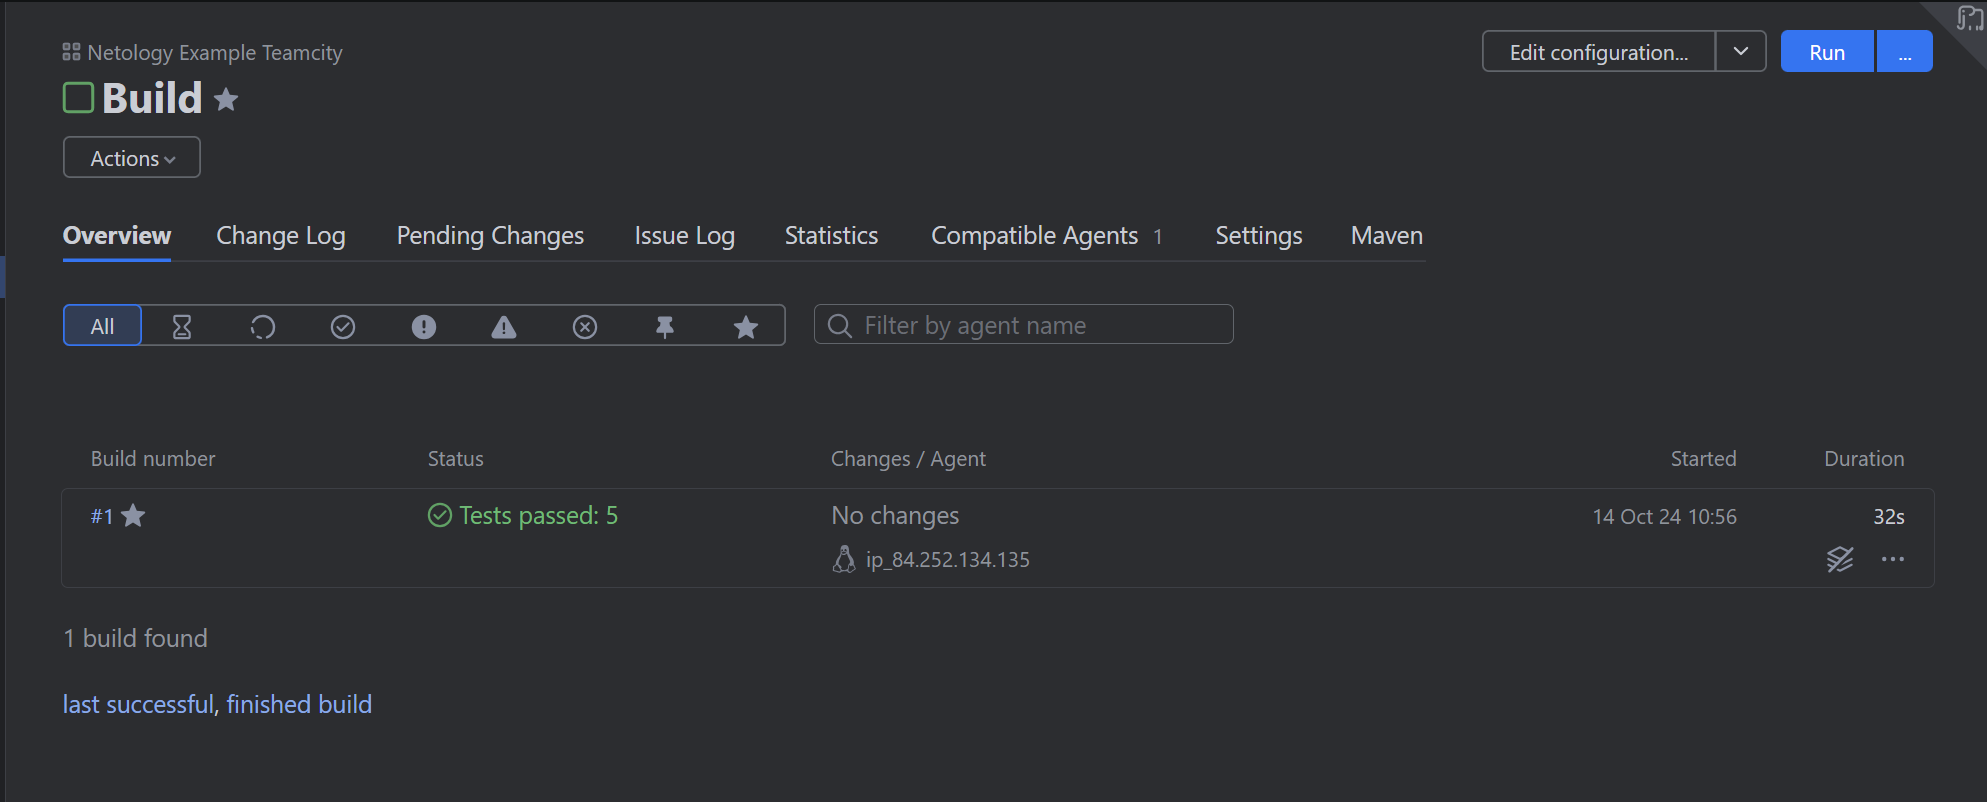 Netology Example Teamcity
Edit configuration...
Run
...
Build
Actions
Overview Change Log Pending Changes Issue Log Statistics Compatible Agents 1 Settings Maven
All
Filter by agent name
Build number Status Changes / Agent Started Duration
#1 Tests passed: 5 No changes 14 Oct 24 10:56 32s
ip_84.252.134.135
1 build found
last successful, finished build